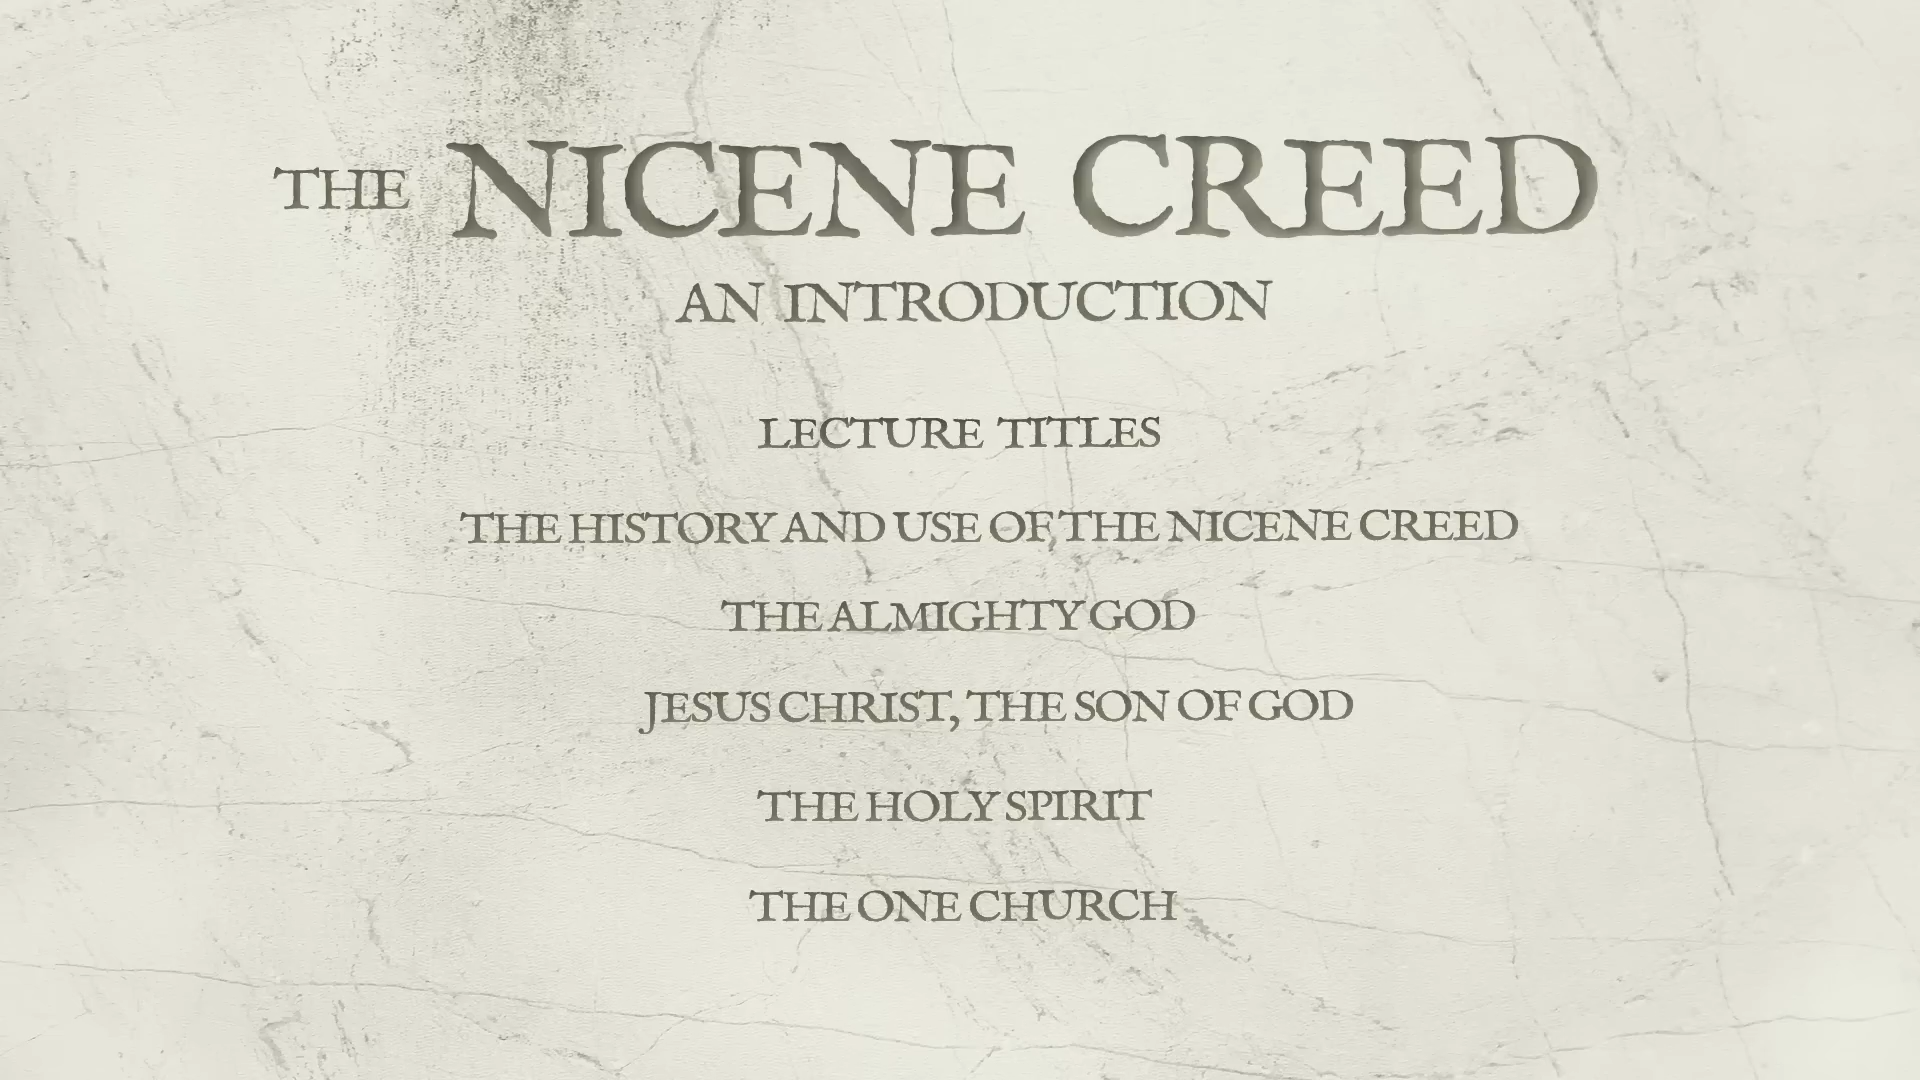 THE NICENE CREED
AN INTRODUCTION
LECTURE TITLES
THE HISTORY AND USE OF THE NICENE CREED
THE ALMIGHTY GOD
JESUS CHRIST, THE SON OF GOD
THE HOLY SPIRIT
THE ONE CHURCH